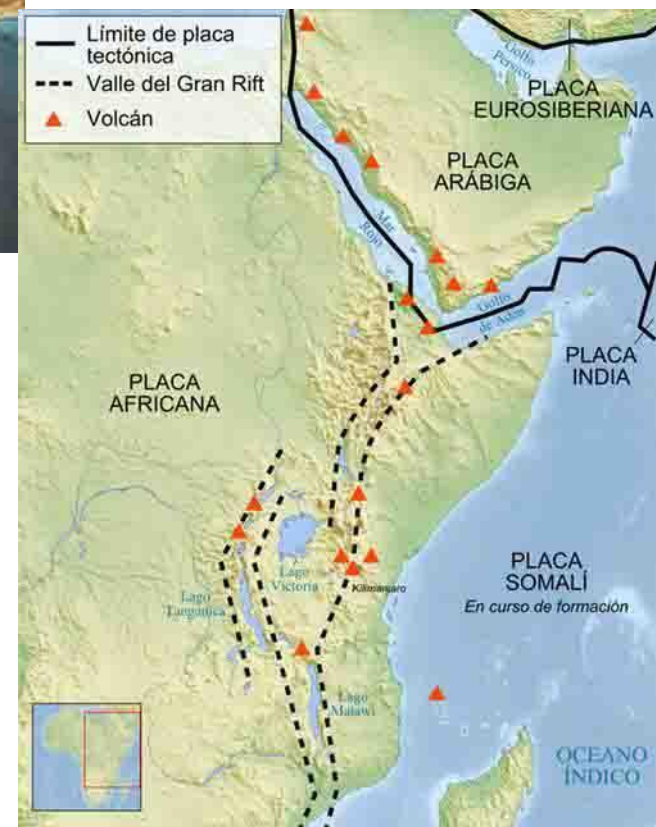 Límite de placa
tectónica
Valle del Gran Rift
Volcán
Golfo
Pérsico
PLACA
EUROSIBERIANA
PLACA
ARÁBIGA
Mar
Rojo
Golfo
de Adén
PLACA
INDIA
PLACA
AFRICANA
Lago
Victoria
Kilimanjaro
PLACA
SOMALÍ
En curso de formación
Lago
Tanganica
Lago
Malawi
OCEANO
ÍNDICO